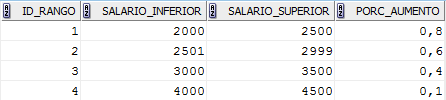 ID_RANGO SALARIO_INFERIOR SALARIO_SUPERIOR PORC_AUMENTO
1 2000 2500 0,8
2 2501 2999 0,6
3 3000 3500 0,4
4 4000 4500 0,1